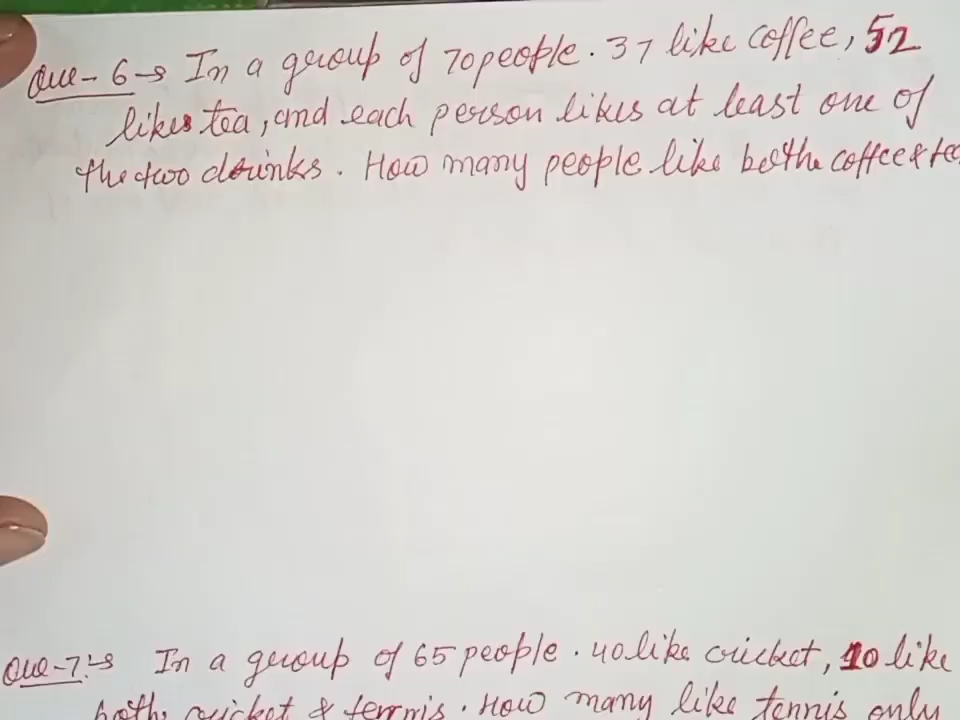 Que-6→ In a group of 70 people. 37 like coffee, 52
likes tea, and each person likes at least one of
the two drinks. How many people like bothe coffee & tea
Que-7:→ In a group of 65 people. 40 like cricket, 10 like
both cricket & tennis. How many like tennis only